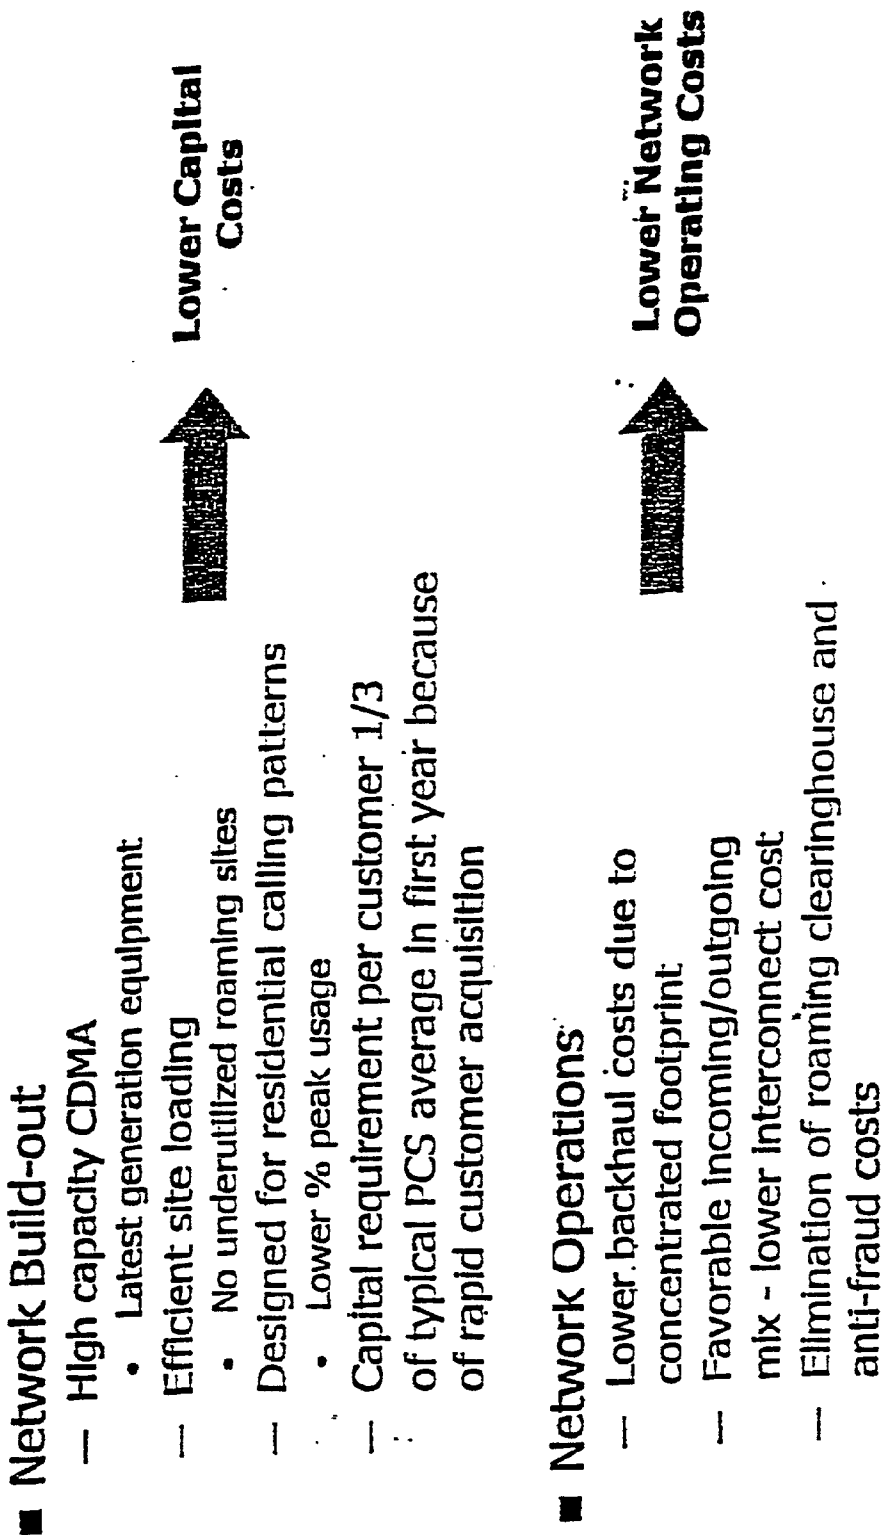 ■ Network Build-out
— High capacity CDMA
• Latest generation equipment
— Efficient site loading
• No underutilized roaming sites
— Designed for residential calling patterns
• Lower % peak usage
— Capital requirement per customer 1/3
of typical PCS average in first year because
of rapid customer acquisition
Lower Capital
Costs
■ Network Operations
— Lower backhaul costs due to
concentrated footprint
— Favorable incoming/outgoing
mix - lower interconnect cost
— Elimination of roaming clearinghouse and
anti-fraud costs
Lower Network
Operating Costs